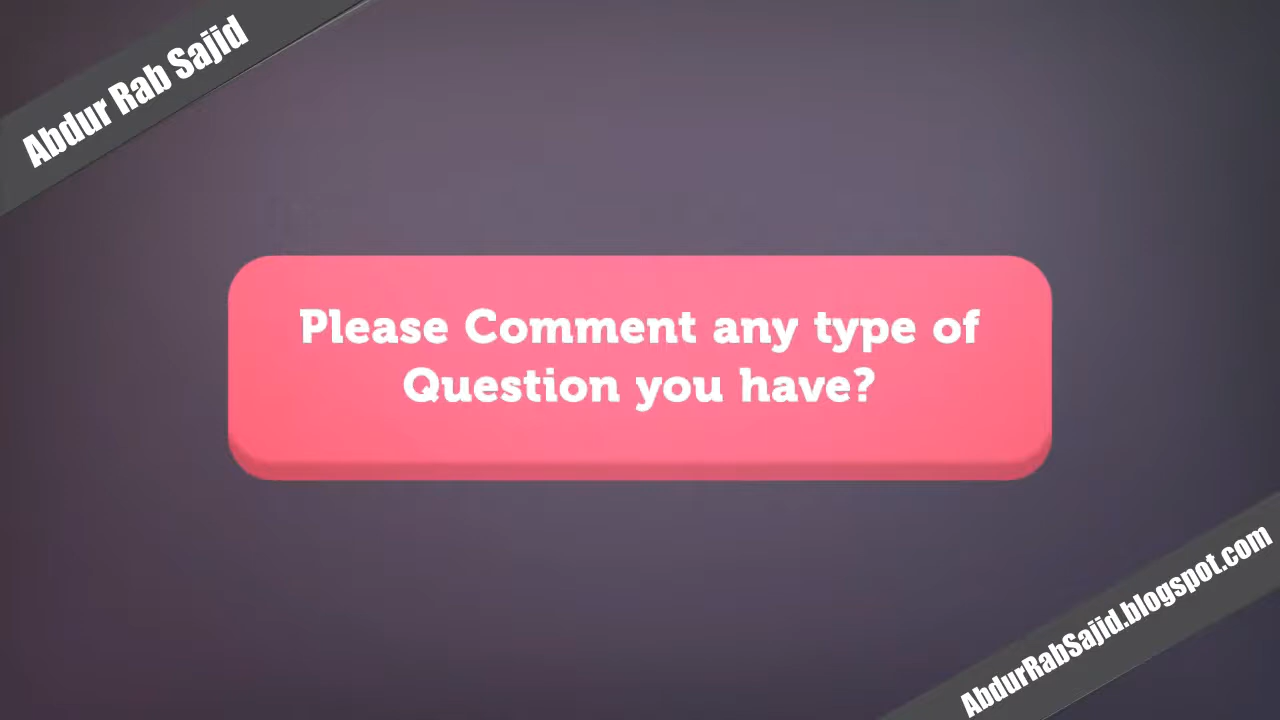 Abdur Rab Sajid
Please Comment any type of
Question you have?
AbdurRabSajid.blogspot.com